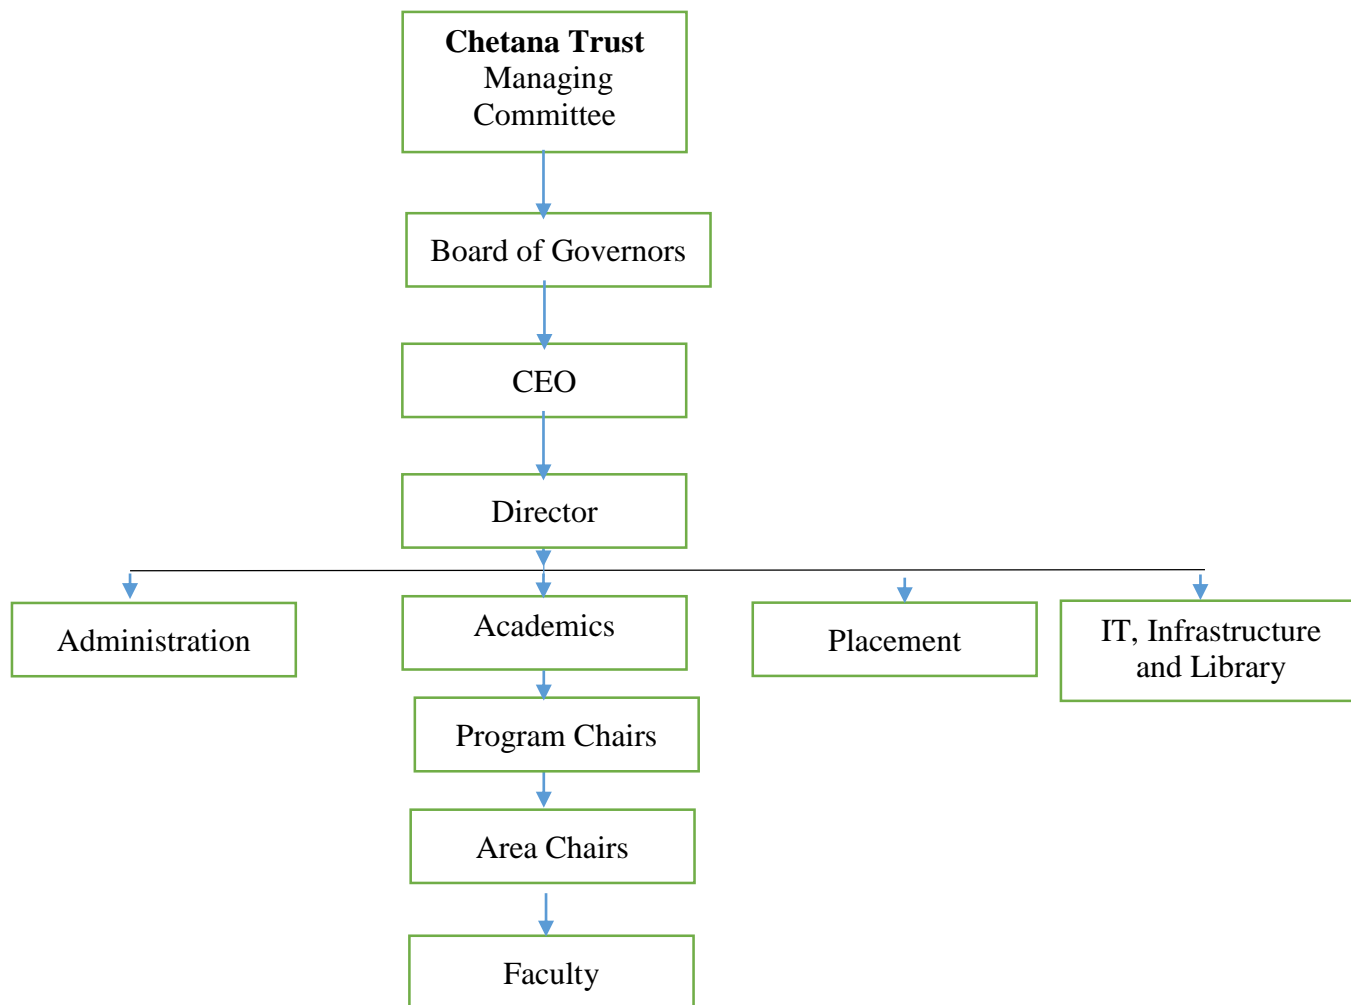 Chetana Trust
Managing
Committee
Board of Governors
CEO
Director
Administration
Academics
Placement
IT, Infrastructure
and Library
Program Chairs
Area Chairs
Faculty